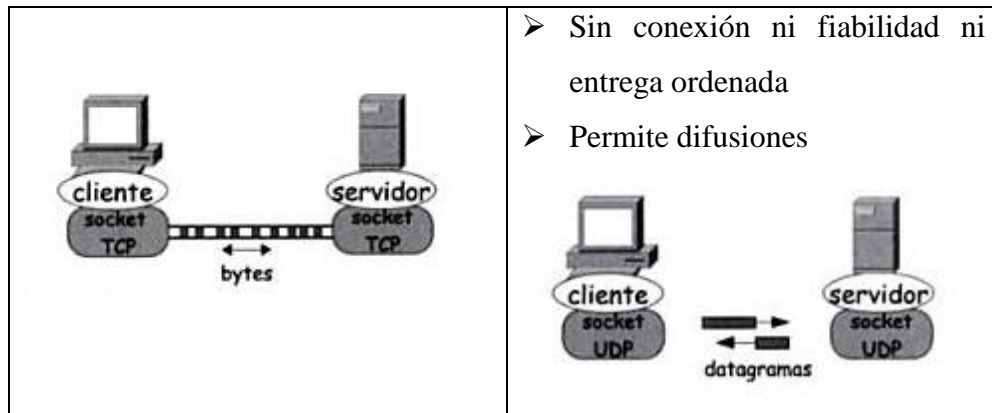 cliente
servidor
socket
TCP
socket
TCP
bytes
➢ Sin conexión ni fiabilidad ni
entrega ordenada
➢ Permite difusiones
cliente
servidor
socket
UDP
socket
UDP
datagramas